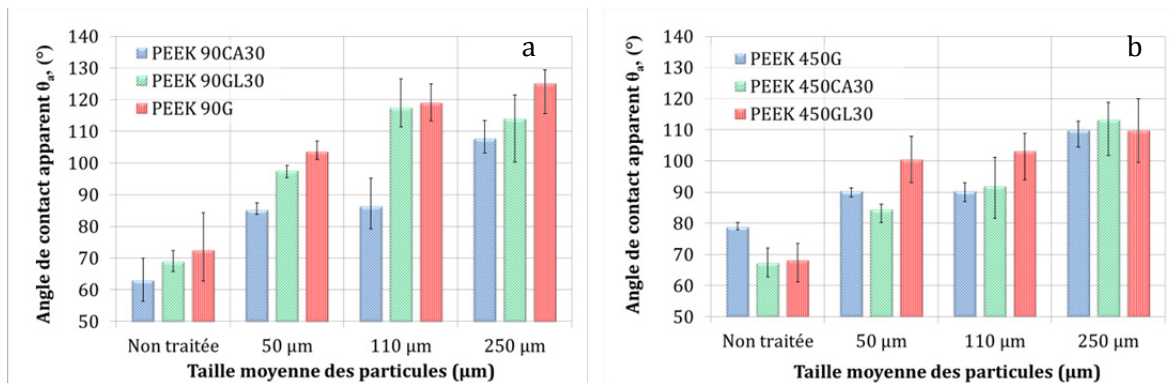 a
PEEK 90CA30
PEEK 90GL30
PEEK 90G
140
130
120
110
100
90
80
70
60
50
Angle de contact apparent θa, (°)
Non traitée
50 µm
110 µm
250 µm
Taille moyenne des particules (µm)
b
PEEK 450G
PEEK 450CA30
PEEK 450GL30
140
130
120
110
100
90
80
70
60
50
Angle de contact apparent θa, (°)
Non traitée
50 µm
110 µm
250 µm
Taille moyenne des particules (µm)